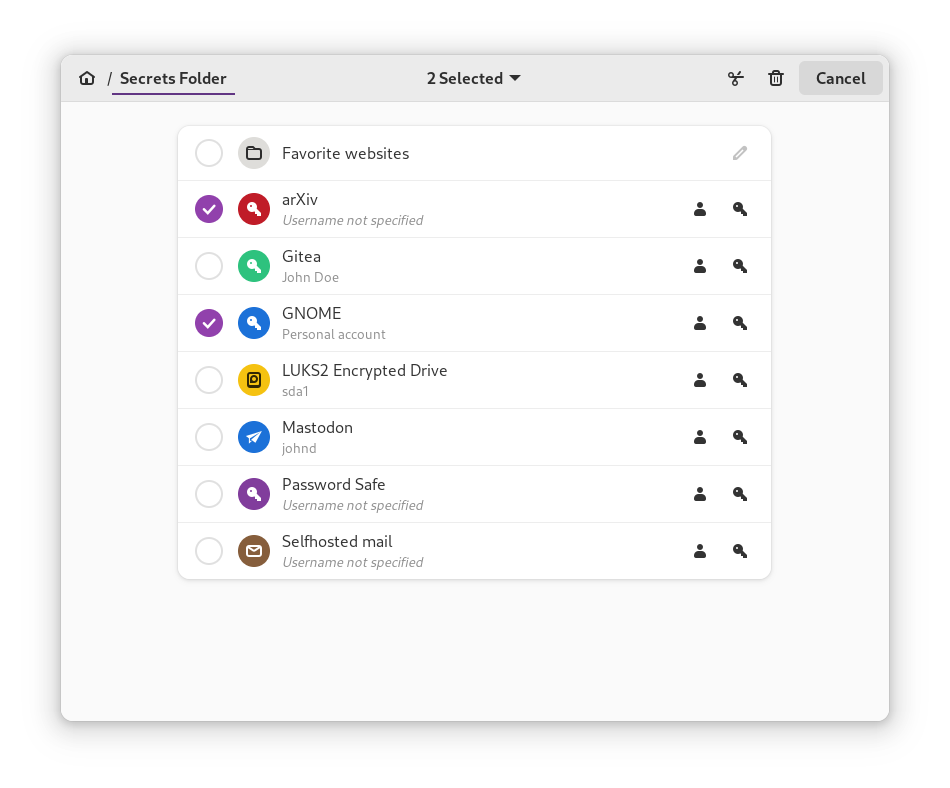 / Secrets Folder
2 Selected
Cancel
Favorite websites
arXiv
Username not specified
Gitea
John Doe
GNOME
Personal account
LUKS2 Encrypted Drive
sda1
Mastodon
johnd
Password Safe
Username not specified
Selfhosted mail
Username not specified